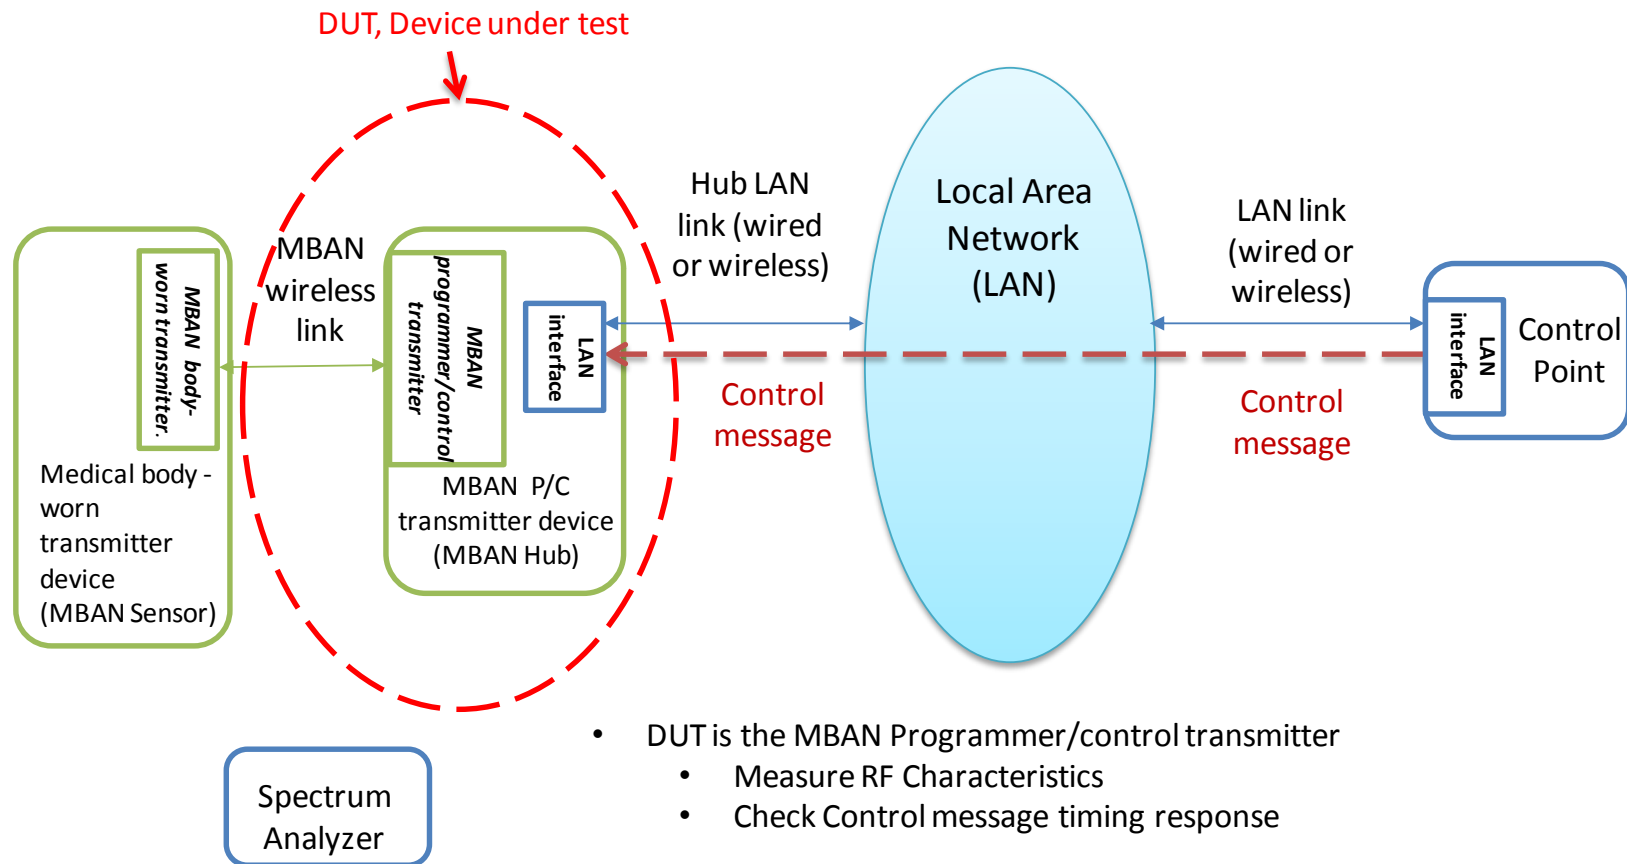 DUT, Device under test
MBAN body-
worn transmitter.
Medical body -
worn
transmitter
device
(MBAN Sensor)
MBAN
wireless
link
MBAN
programmer/control
transmitter
LAN
interface
MBAN  P/C
transmitter device
(MBAN Hub)
Hub LAN
link (wired
or wireless)
Control
message
Local Area
Network
(LAN)
LAN link
(wired or
wireless)
Control
message
LAN
interface
Control
Point
Spectrum
Analyzer
• DUT is the MBAN Programmer/control transmitter
• Measure RF Characteristics
• Check Control message timing response